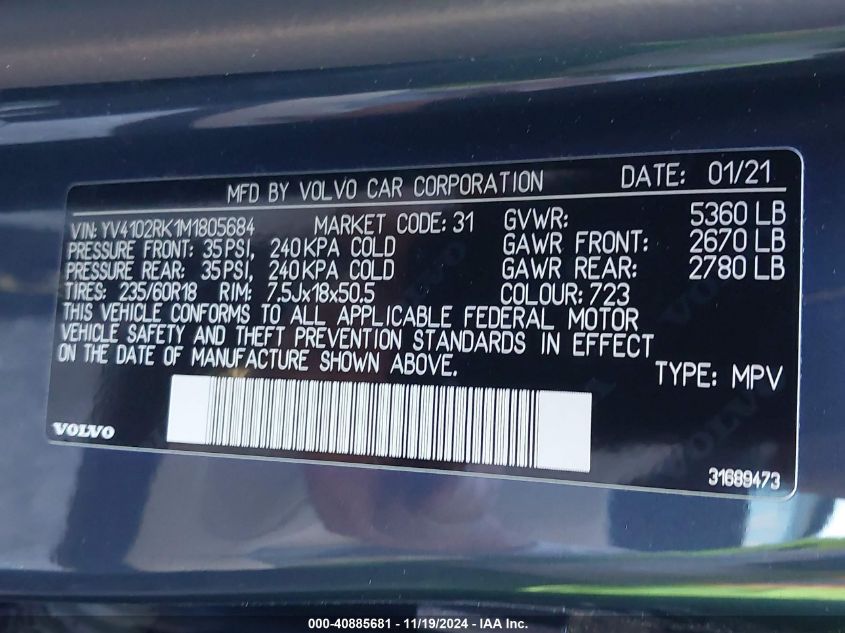 MFD BY VOLVO CAR CORPORATION DATE: 01/21
VIN: YV4102RK1M1805684 MARKET CODE: 31 GVWR: 5360 LB
PRESSURE FRONT: 35 PSI, 240 KPA COLD GAWR FRONT: 2670 LB
PRESSURE REAR: 35 PSI, 240 KPA COLD GAWR REAR: 2780 LB
TIRES: 235/60R18 RIM: 7.5Jx18x50.5 COLOUR: 723
THIS VEHICLE CONFORMS TO ALL APPLICABLE FEDERAL MOTOR
VEHICLE SAFETY AND THEFT PREVENTION STANDARDS IN EFFECT
ON THE DATE OF MANUFACTURE SHOWN ABOVE.
TYPE: MPV
VOLVO
31689473
000-40885681 - 11/19/2024 - IAA Inc.